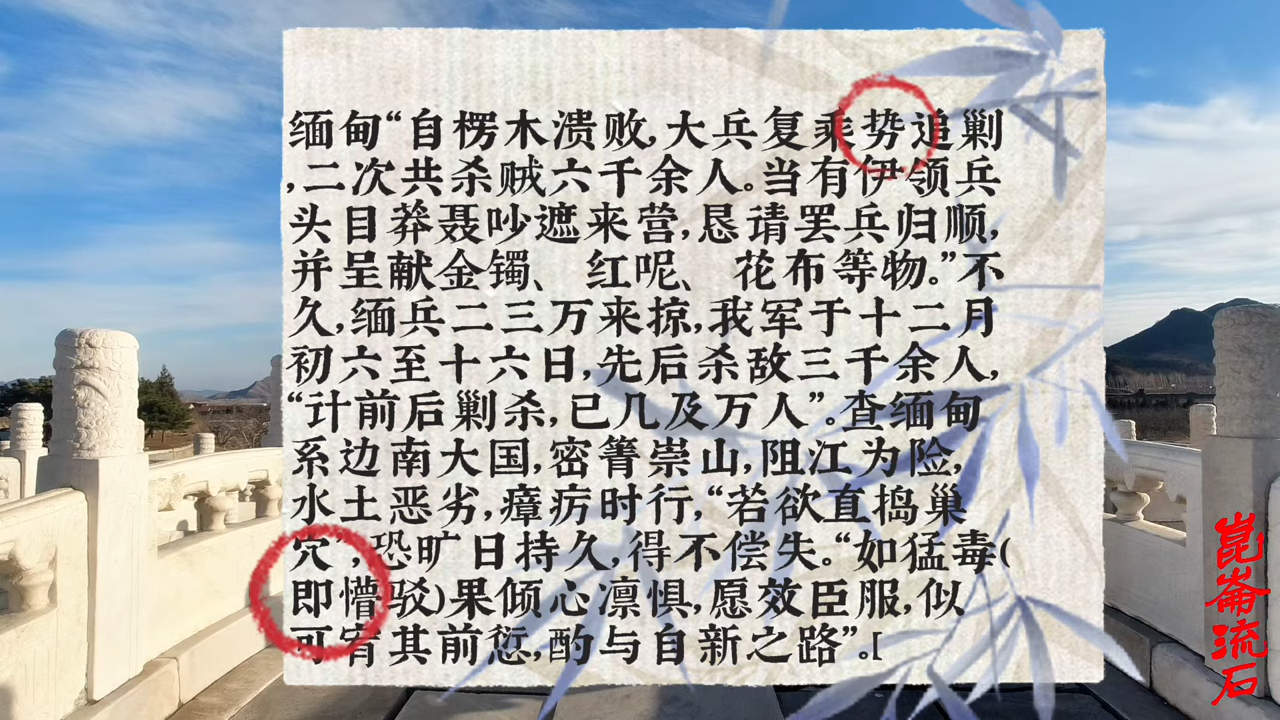 缅甸“自楞木溃败,大兵复乘势追剿
,二次共杀贼六千余人。当有伊领兵
头目莽聂吵遮来营,恳请罢兵归顺,
并呈献金镯、红呢、花布等物。”不
久,缅兵二三万来掠,我军于十二月
初六至十六日,先后杀敌三千余人,
“计前后剿杀,已几及万人”。查缅甸
系边南大国,密箐崇山,阻江为险,
水土恶劣,瘴疠时行,“若欲直捣巢
穴”,恐旷日持久,得不偿失.“如猛毒(
即懵驳)果倾心凛惧,愿效臣服,似
可宥其前愆,酌与自新之路”。[
崑崙流石